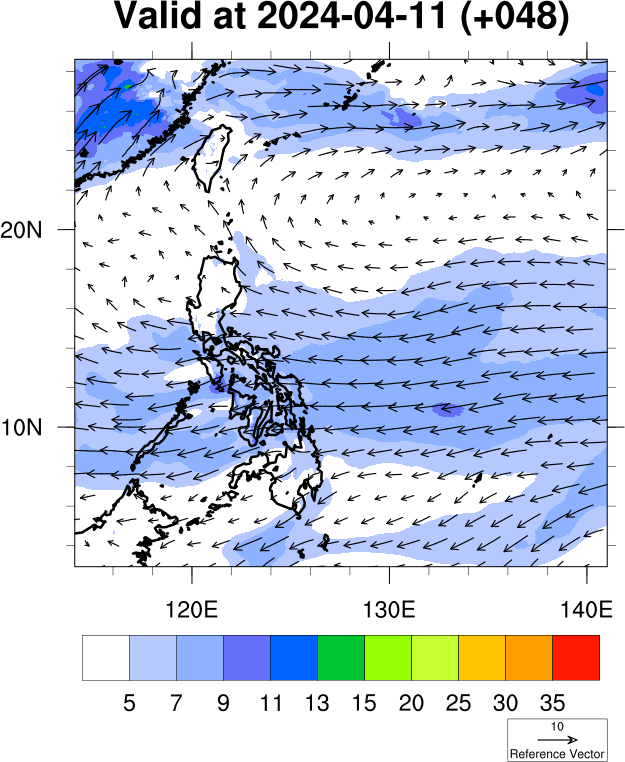 Valid at 2024-04-11 (+048)
20N
10N
120E 130E 140E
5 7 9 11 13 15 20 25 30 35
10
Reference Vector